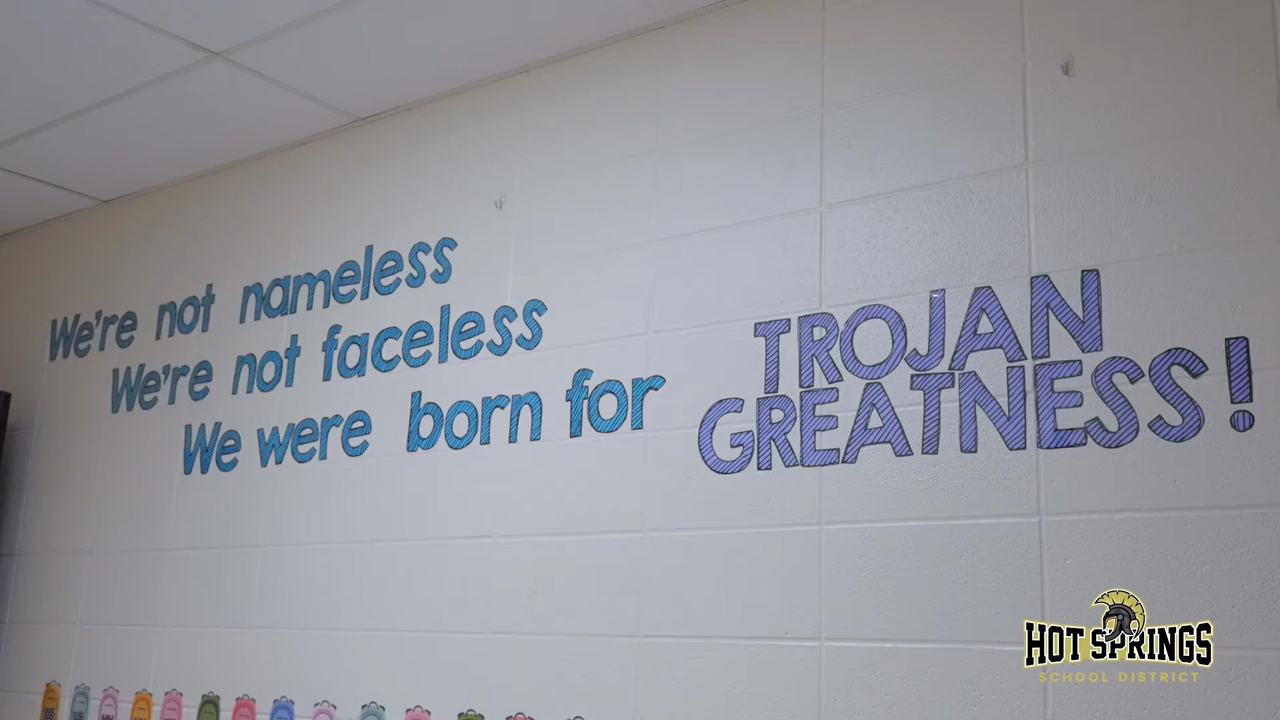 We're not nameless
We're not faceless
We were born for
TROJAN
GREATNESS!
HOT SPRINGS
SCHOOL DISTRICT